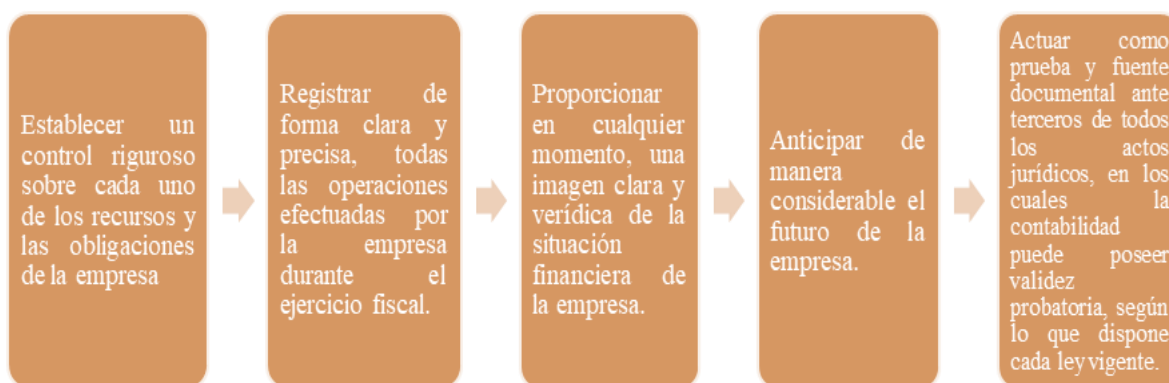 Establecer un
control riguroso
sobre cada uno
de los recursos y
las obligaciones
de la empresa
Registrar de
forma clara y
precisa, todas
las operaciones
efectuadas por
la empresa
durante el
ejercicio fiscal.
Proporcionar
en cualquier
momento, una
imagen clara y
verídica de la
situación
financiera de
la empresa.
Anticipar de
manera
considerable el
futuro de la
empresa.
Actuar como
prueba y fuente
documental ante
terceros de todos
los actos
jurídicos, en los
cuales la
contabilidad
puede poseer
validez
probatoria, según
lo que dispone
cada ley vigente.